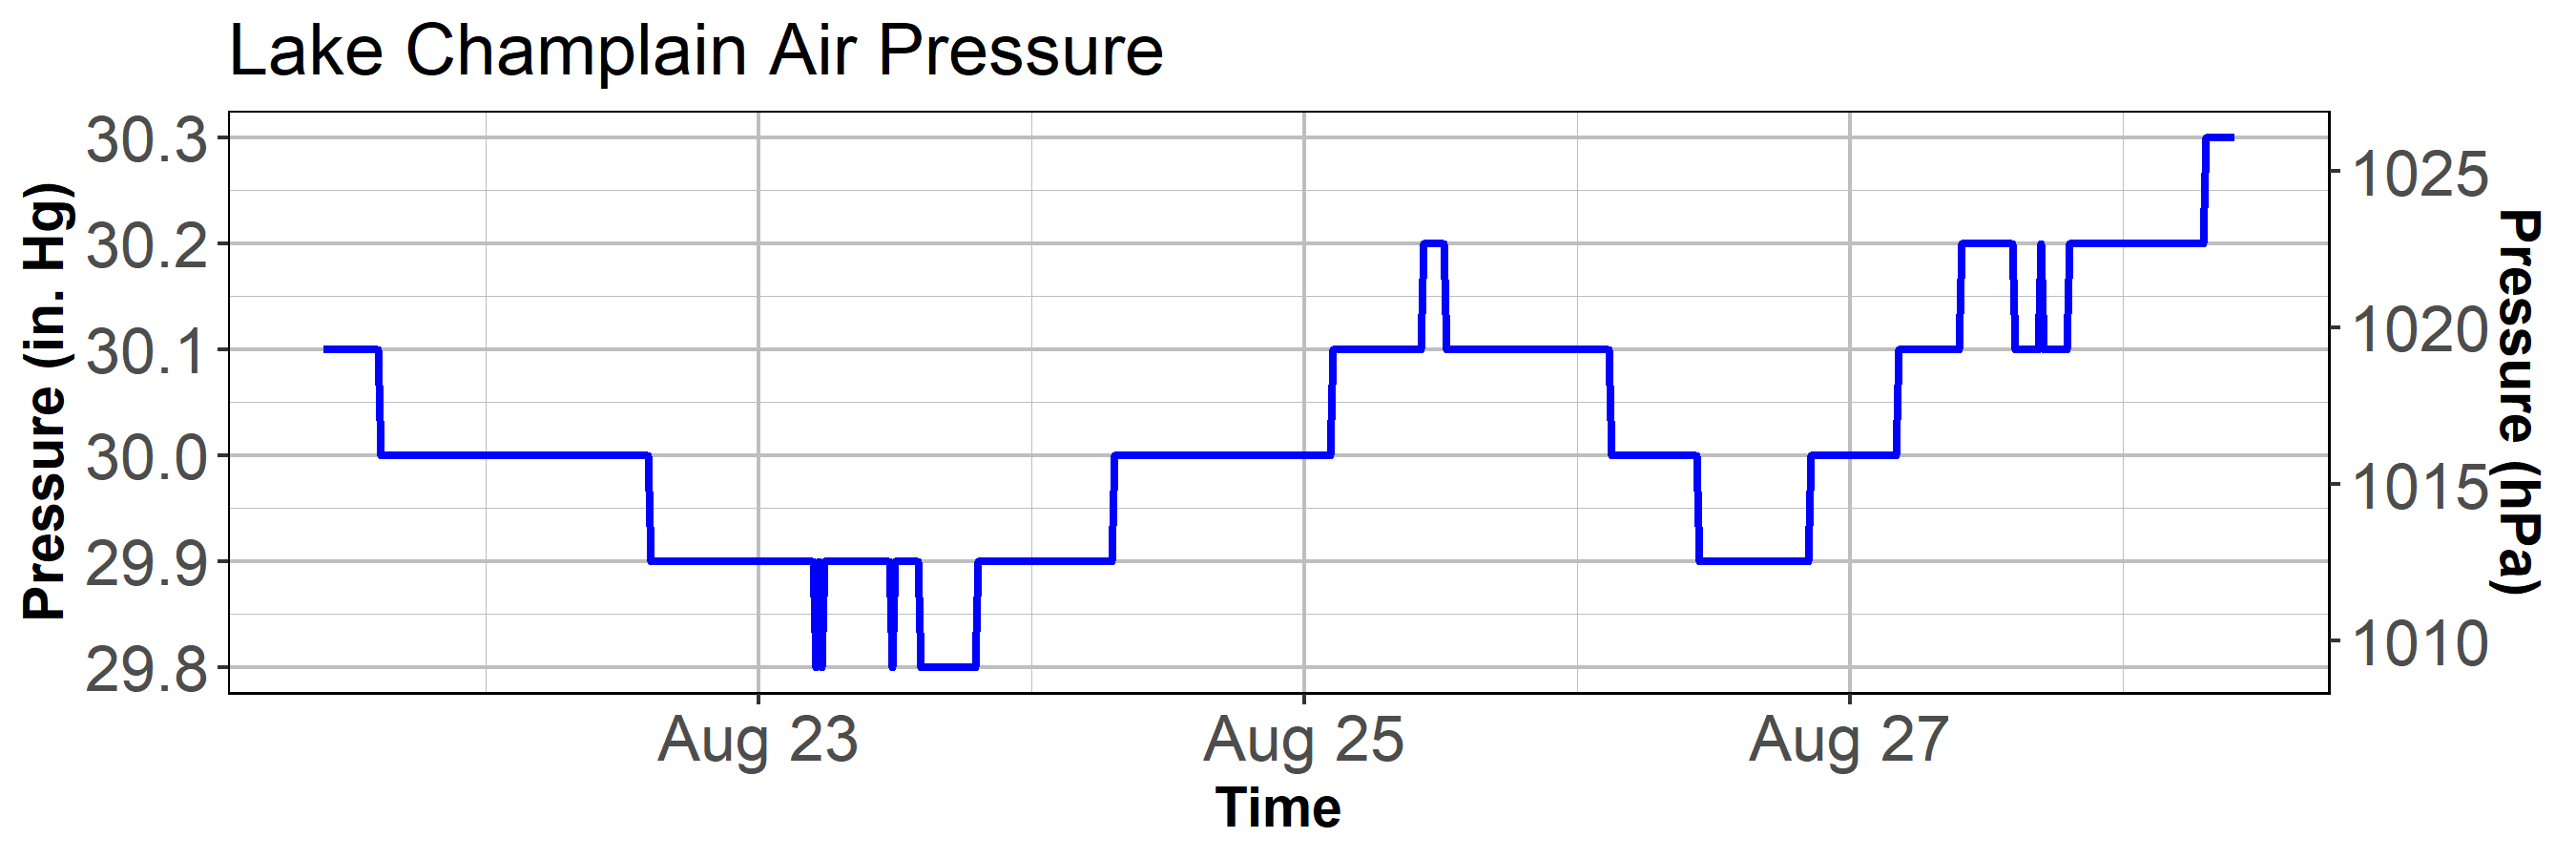 Lake Champlain Air Pressure
Pressure (in. Hg)
30.3
30.2
30.1
30.0
29.9
29.8
1025
1020
1015
1010
Pressure (hPa)
Aug 23 Aug 25 Aug 27
Time